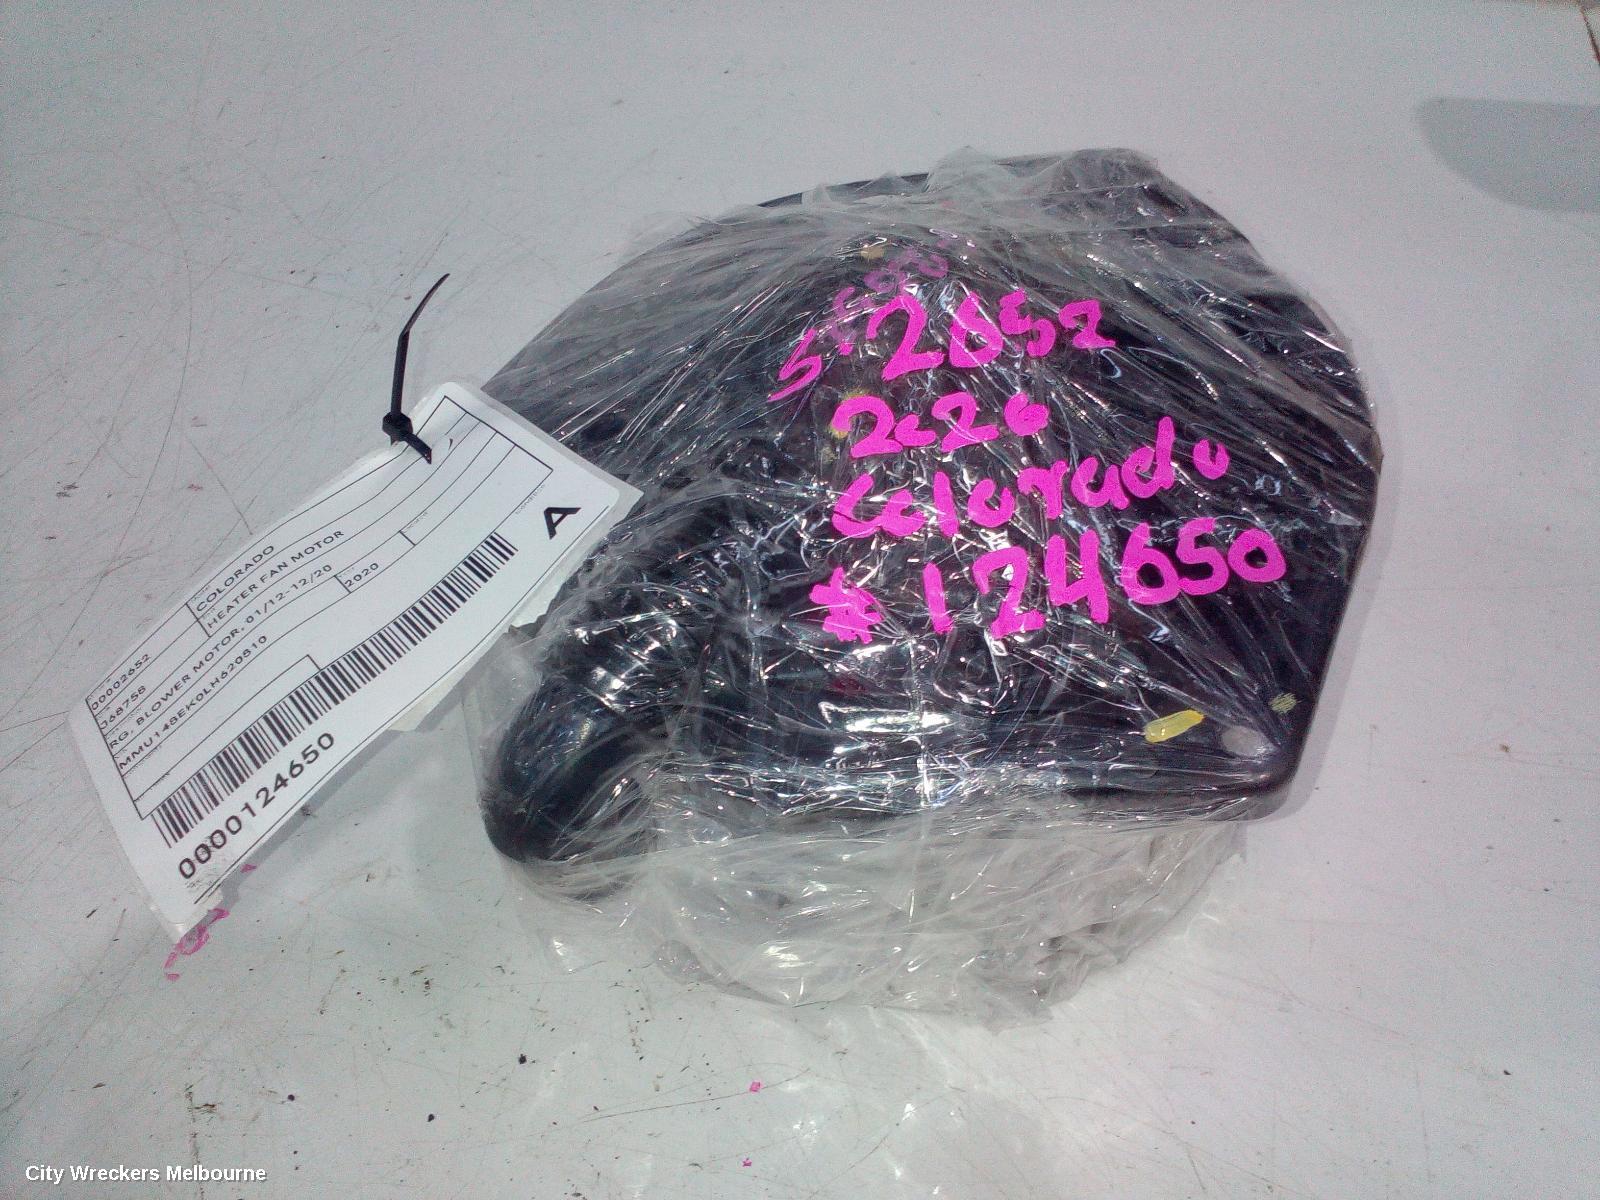 COLORADO
HEATER FAN MOTOR
00002652
J68758
RG, BLOWER MOTOR, 01/12-12/20
2020
MMU148EK0LH620810
A
0000124650
2652
2020
Colorado
# 124650
City Wreckers Melbourne